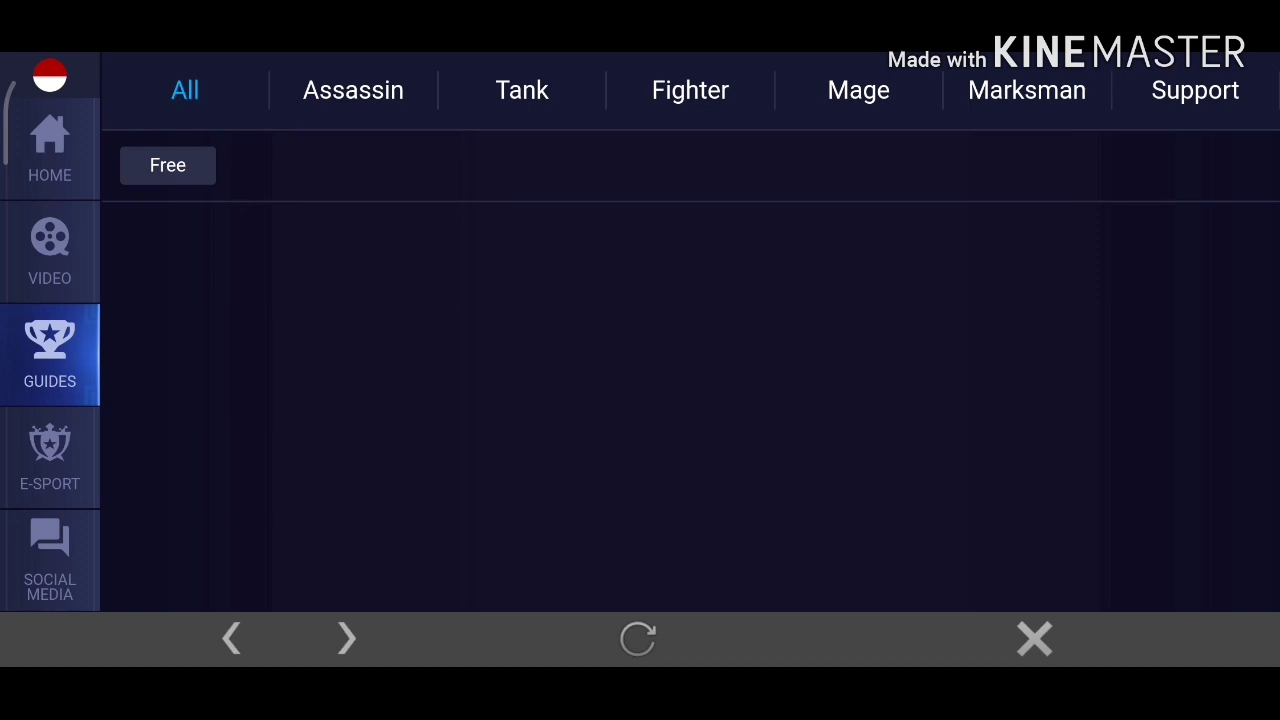 Made with KINEMASTER
All
Assassin
Tank
Fighter
Mage
Marksman
Support
Free
HOME
VIDEO
GUIDES
E-SPORT
SOCIAL
MEDIA